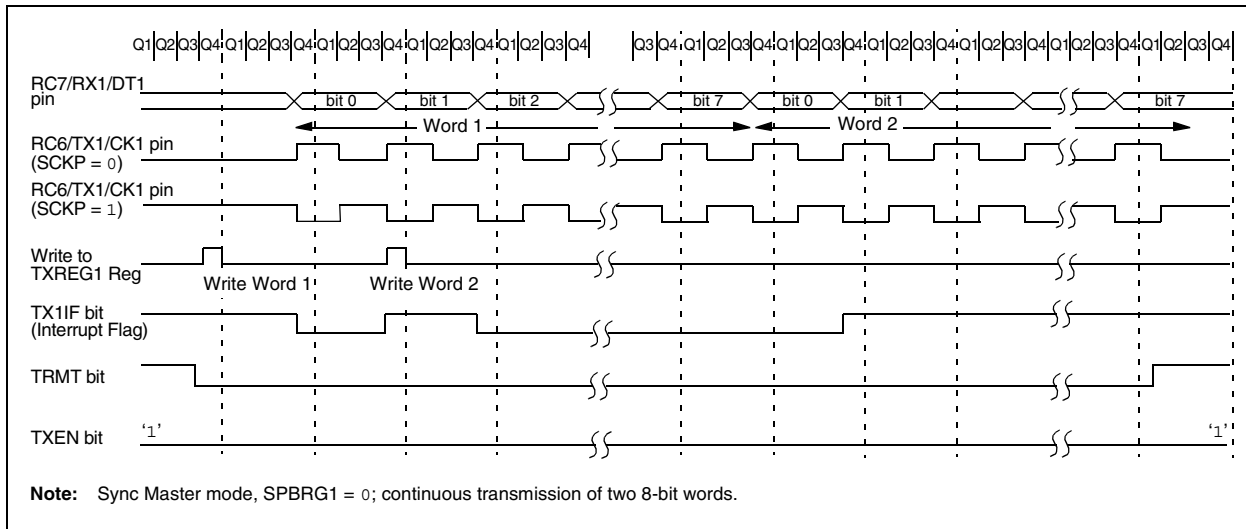 Q1 Q2 Q3 Q4 Q1 Q2 Q3 Q4 Q1 Q2 Q3 Q4 Q1 Q2 Q3 Q4 Q1 Q2 Q3 Q4 Q3 Q4 Q1 Q2 Q3 Q4 Q1 Q2 Q3 Q4 Q1 Q2 Q3 Q4 Q1 Q2 Q3 Q4 Q1 Q2 Q3 Q4 Q1 Q2 Q3 Q4
RC7/RX1/DT1
pin
bit 0 bit 1 bit 2 bit 7 bit 0 bit 1 bit 7
Word 1 Word 2
RC6/TX1/CK1 pin
(SCKP = 0)
RC6/TX1/CK1 pin
(SCKP = 1)
Write to
TXREG1 Reg
Write Word 1 Write Word 2
TX1IF bit
(Interrupt Flag)
TRMT bit
TXEN bit
‘1’ ‘1’
Note: Sync Master mode, SPBRG1 = 0; continuous transmission of two 8-bit words.